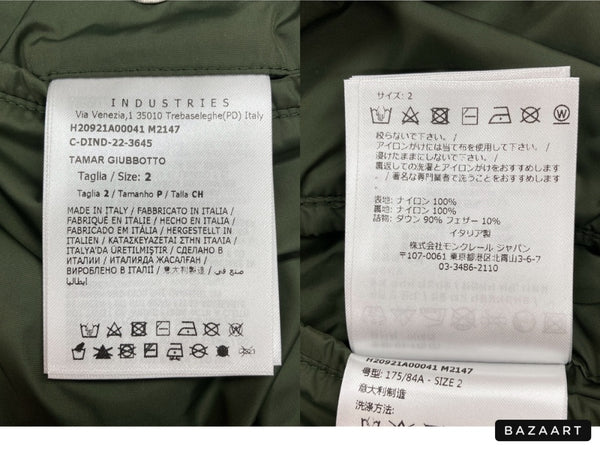 INDUSTRIES
Via Venezia,1 35010 Trebaseleghe(PD) Italy
H20921A00041 M2147
C-DIND-22-3645
TAMAR GIUBBOTTO
Taglia / Size: 2
Taglia 2 / Tamanho P / Talla CH
MADE IN ITALY / FABBRICATO IN ITALIA /
FABRIQUÉ EN ITALIE / HECHO EN ITALIA /
FABRICADO EM ITÁLIA / HERGESTELLT IN
ITALIEN / ΚΑΤΑΣΚΕΥΑΖΕΤΑΙ ΣΤΗΝ ΙΤΑΛΙΑ /
ITALYA'DA ÜRETILMIŞTIR / СДЕЛАНО В
ИТАЛИИ / ИТАЛИЯДА ЖАСАЛҒАН/
ВИРОБЛЕНО В ІТАЛІЇ / 意大利制造 / صنع في
ايطاليا
サイズ: 2
絞らないで下さい。/
アイロンがけには当て布を使用して下さい。/
浸けたままにしないで下さい。/
裏返しての洗濯とアイロンがけをおすすめします
。/ 著名な専門業者で洗うことをおすすめします
表地: ナイロン 100%
裏地: ナイロン 100%
詰物: ダウン 90% フェザー 10%
イタリア製
株式会社モンクレール ジャパン
〒107-0061 東京都港区北青山3-6-7
03-3486-2110
H20921A00041 M2147
号型: 175/84A - SIZE 2
意大利制造
洗涤方法:
BAZAART